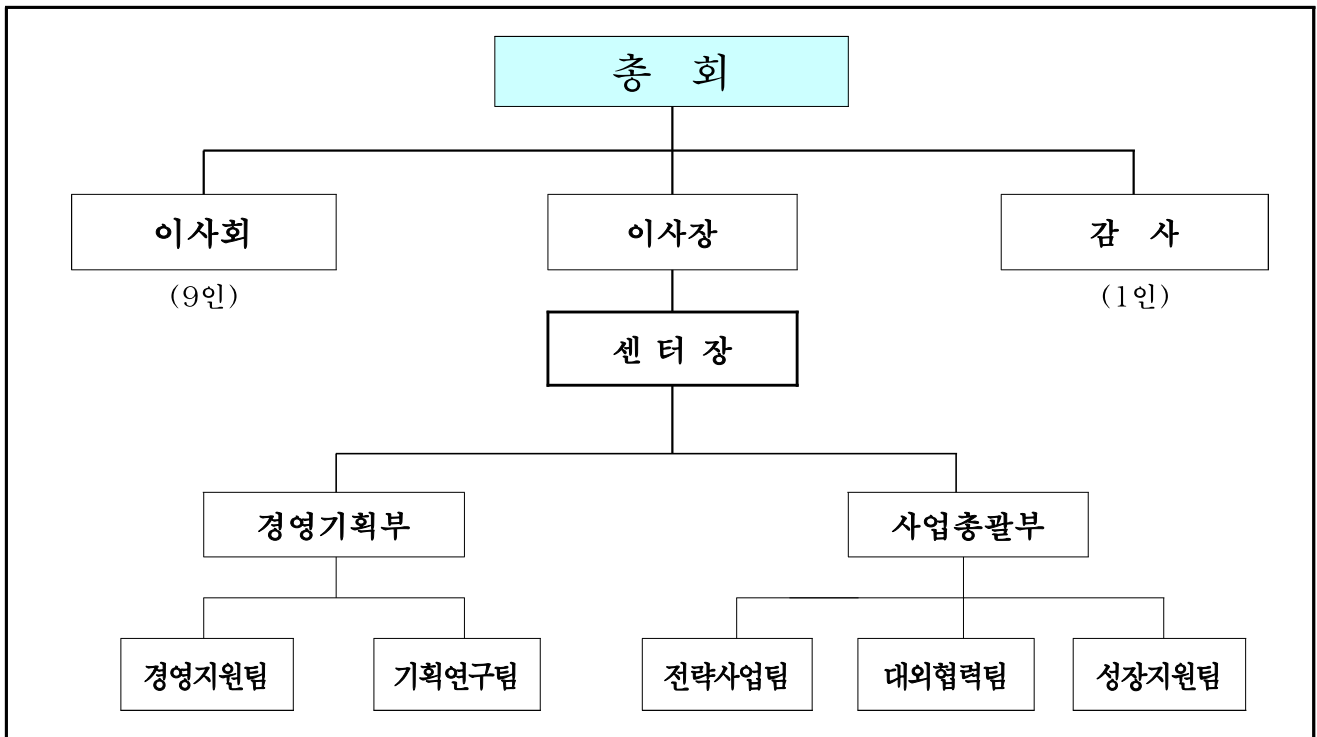 총 회
이사회
이사장
감 사
(9인)
(1인)
센 터 장
경영기획부
사업총괄부
경영지원팀
기획연구팀
전략사업팀
대외협력팀
성장지원팀